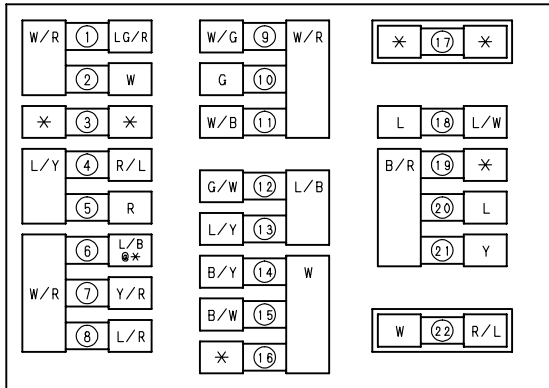 W/R ① LG/R
② W
* ③ *
L/Y ④ R/L
⑤ R
⑥ L/B
@*
W/R ⑦ Y/R
⑧ L/R
W/G ⑨ W/R
G ⑩
W/B ⑪
G/W ⑫ L/B
L/Y ⑬
B/Y ⑭ W
B/W ⑮
* ⑯
* ⑰ *
L ⑱ L/W
B/R ⑲ *
⑳ L
㉑ Y
W ㉒ R/L